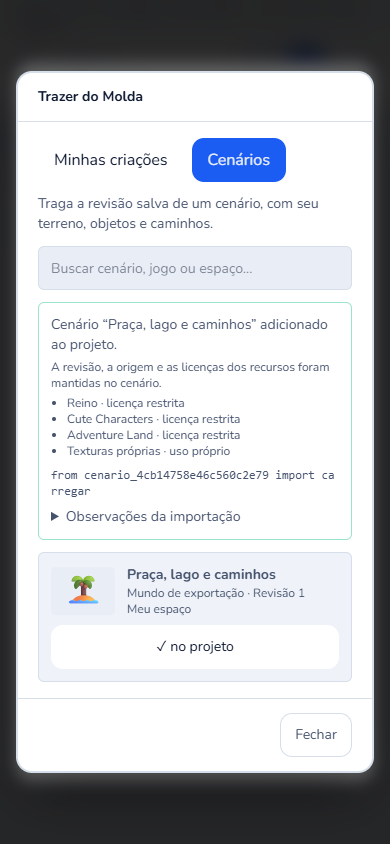 Trazer do Molda
Minhas criações
Cenários
Traga a revisão salva de um cenário, com seu
terreno, objetos e caminhos.
Buscar cenário, jogo ou espaço...
Cenário “Praça, lago e caminhos” adicionado
ao projeto.
A revisão, a origem e as licenças dos recursos foram
mantidas no cenário.
• Reino · licença restrita
• Cute Characters · licença restrita
• Adventure Land · licença restrita
• Texturas próprias · uso próprio
from cenario_4cb14758e46c560c2e79 import ca
rregar
▶ Observações da importação
Praça, lago e caminhos
Mundo de exportação · Revisão 1
Meu espaço
✓ no projeto
Fechar